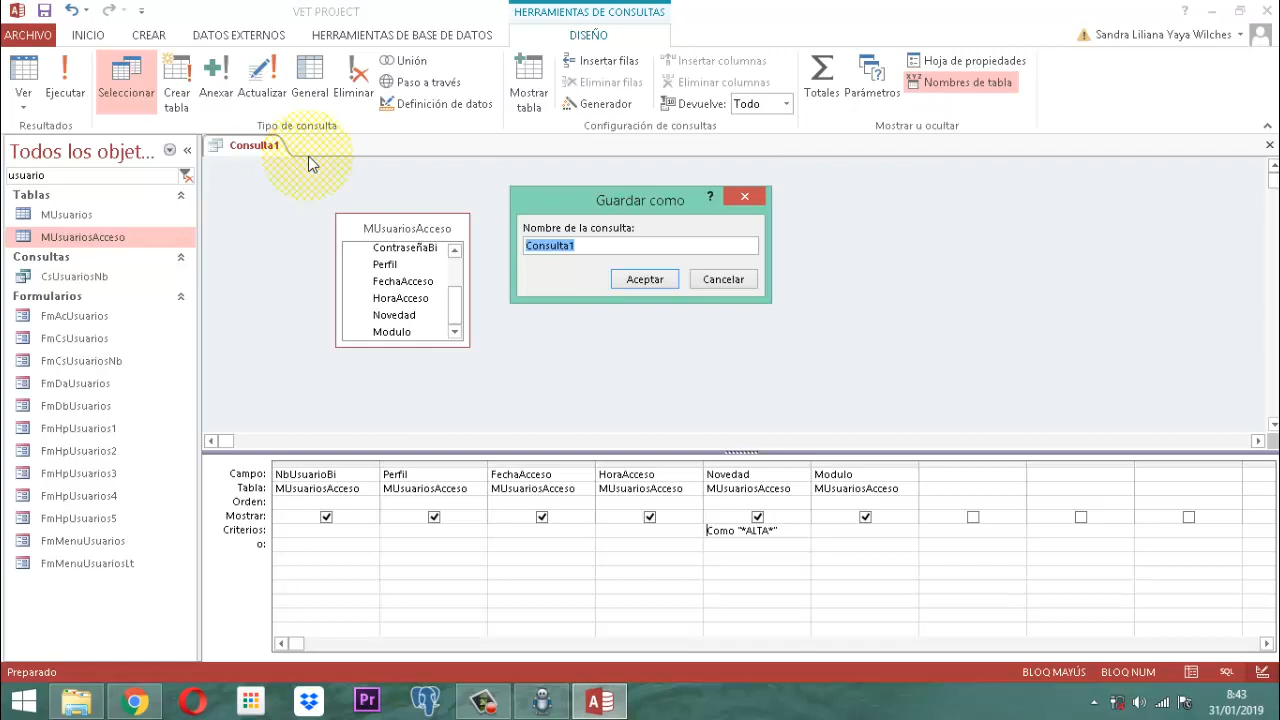 VET PROJECT
HERRAMIENTAS DE CONSULTAS
ARCHIVO INICIO CREAR DATOS EXTERNOS HERRAMIENTAS DE BASE DE DATOS DISEÑO
Sandra Liliana Yaya Wilches
Ver
Ejecutar
Resultados
Seleccionar
Crear tabla
Anexar
Actualizar
General
Eliminar
Unión
Paso a través
Definición de datos
Tipo de consulta
Mostrar tabla
Insertar filas
Eliminar filas
Generador
Insertar columnas
Eliminar columnas
Devuelve: Todo
Configuración de consultas
Totales
Parámetros
Hoja de propiedades
Nombres de tabla
Mostrar u ocultar
Todos los objet...
usuario
Tablas
MUsuarios
MUsuariosAcceso
Consultas
CsUsuariosNb
Formularios
FmAcUsuarios
FmCsUsuarios
FmCsUsuariosNb
FmDaUsuarios
FmDbUsuarios
FmHpUsuarios1
FmHpUsuarios2
FmHpUsuarios3
FmHpUsuarios4
FmHpUsuarios5
FmMenuUsuarios
FmMenuUsuariosLt
Consulta1
MUsuariosAcceso
ContraseñaBi
Perfil
FechaAcceso
HoraAcceso
Novedad
Modulo
Guardar como
?
Nombre de la consulta:
Consulta1
Aceptar Cancelar
Campo: NbUsuarioBi Perfil FechaAcceso HoraAcceso Novedad Modulo
Tabla: MUsuariosAcceso MUsuariosAcceso MUsuariosAcceso MUsuariosAcceso MUsuariosAcceso MUsuariosAcceso
Orden:
Mostrar:
Criterios: Como "*ALTA*"
o:
Preparado
BLOQ MAYÚS BLOQ NUM SQL
Pr
8:43
31/01/2019